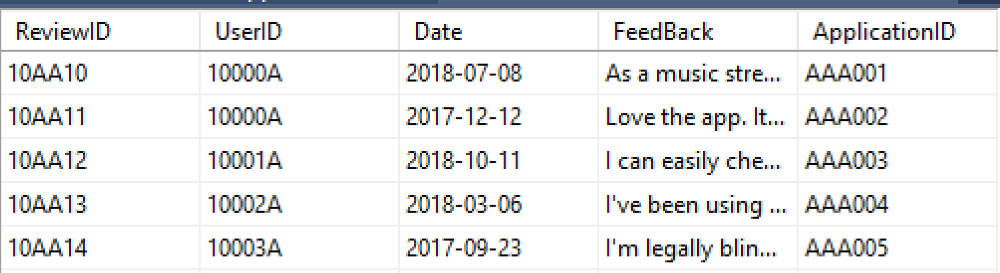 ReviewID UserID Date FeedBack ApplicationID
10AA10 10000A 2018-07-08 As a music stre... AAA001
10AA11 10000A 2017-12-12 Love the app. It... AAA002
10AA12 10001A 2018-10-11 I can easily che... AAA003
10AA13 10002A 2018-03-06 I've been using ... AAA004
10AA14 10003A 2017-09-23 I'm legally blin... AAA005